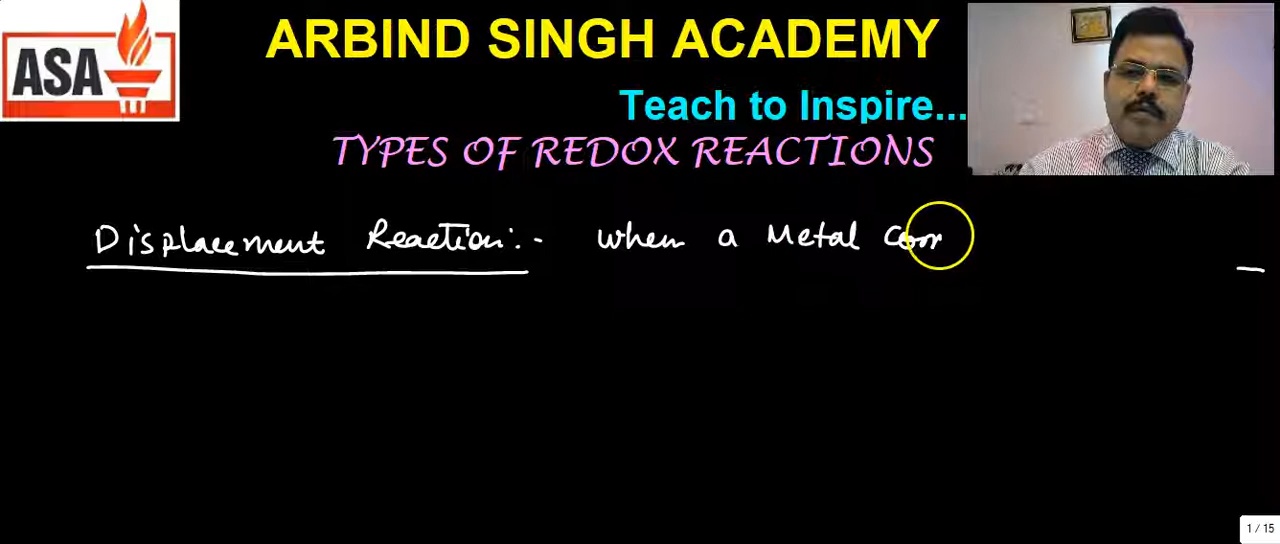 ASA
ARBIND SINGH ACADEMY
Teach to Inspire...
TYPES OF REDOX REACTIONS
Displacement Reaction:- when a Metal
1 / 15